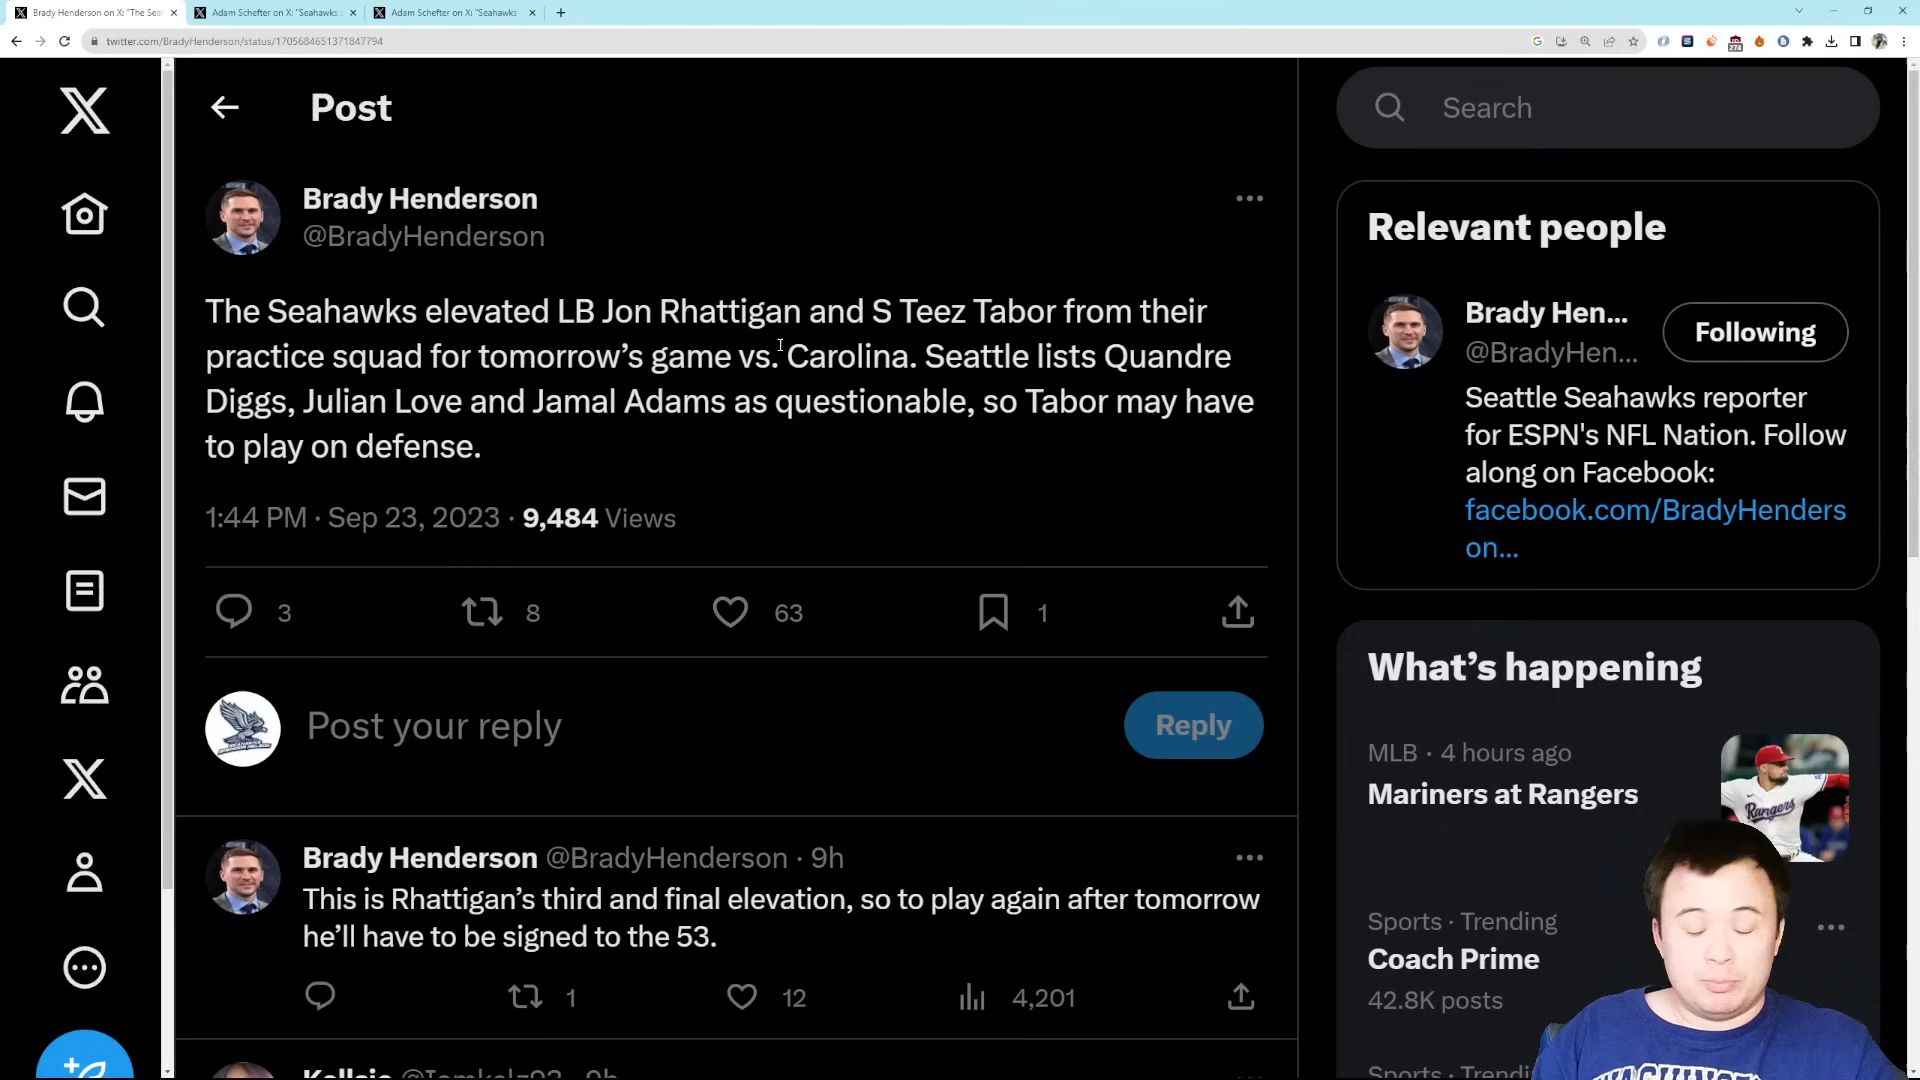 Brady Henderson on X: "The Sea
Adam Schefter on X: "Seahawks
Adam Schefter on X: "Seahawks
twitter.com/BradyHenderson/status/1705684651371847794
274
Post
Search
Brady Henderson
@BradyHenderson
The Seahawks elevated LB Jon Rhattigan and S Teez Tabor from their
practice squad for tomorrow’s game vs. Carolina. Seattle lists Quandre
Diggs, Julian Love and Jamal Adams as questionable, so Tabor may have
to play on defense.
1:44 PM · Sep 23, 2023 · 9,484 Views
3 8 63 1
Post your reply
Reply
Brady Henderson @BradyHenderson · 9h
This is Rhattigan’s third and final elevation, so to play again after tomorrow
he’ll have to be signed to the 53.
1 12 4,201
Relevant people
Brady Hen...
@BradyHen...
Following
Seattle Seahawks reporter
for ESPN's NFL Nation. Follow
along on Facebook:
facebook.com/BradyHenders
on...
What’s happening
MLB · 4 hours ago
Mariners at Rangers
Rangers
Sports · Trending
Coach Prime
42.8K posts